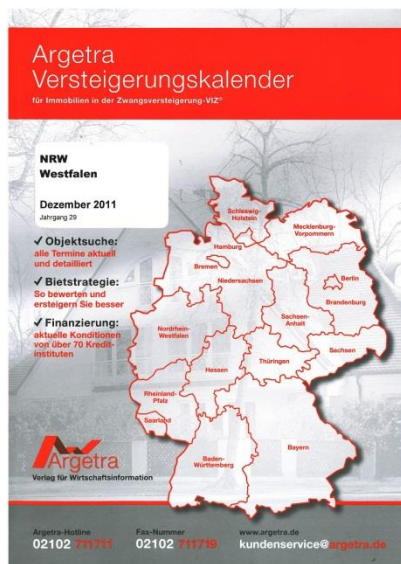 Argetra
Versteigerungskalender
für Immobilien in der Zwangsversteigerung-VIZ®
NRW
Westfalen
Dezember 2011
Jahrgang 29
✓ Objektsuche:
alle Termine aktuell
und detailliert
✓ Bietstrategie:
So bewerten und
ersteigern Sie besser
✓ Finanzierung:
aktuelle Konditionen
von über 70 Kredit-
instituten
Schleswig-
Holstein
Mecklenburg-
Vorpommern
Hamburg
Bremen
Niedersachsen
Berlin
Brandenburg
Sachsen-
Anhalt
Nordrhein-
Westfalen
Sachsen
Hessen
Thüringen
Rheinland-
Pfalz
Saarland
Bayern
Baden-
Württemberg
Argetra
Verlag für Wirtschaftsinformation
Argetra-Hotline
02102 711711
Fax-Nummer
02102 711719
www.argetra.de
kundenservice@argetra.de